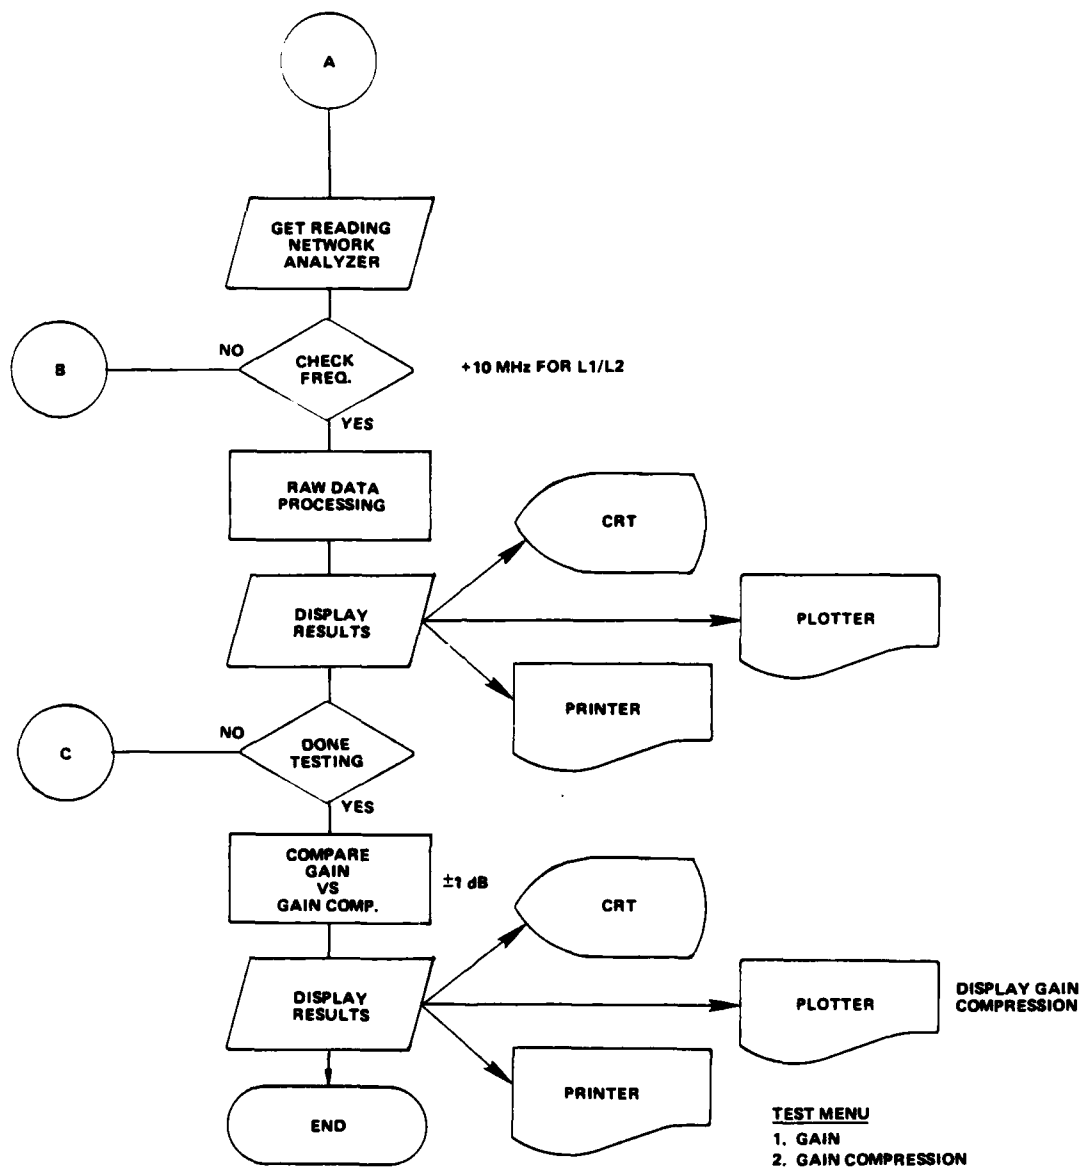 A
GET READING
NETWORK
ANALYZER
B
NO
CHECK
FREQ.
+10 MHz FOR L1/L2
YES
RAW DATA
PROCESSING
CRT
DISPLAY
RESULTS
PLOTTER
PRINTER
C
NO
DONE
TESTING
YES
COMPARE
GAIN
VS
GAIN COMP.
±1 dB
CRT
DISPLAY
RESULTS
PLOTTER
DISPLAY GAIN
COMPRESSION
PRINTER
END
TEST MENU
1. GAIN
2. GAIN COMPRESSION